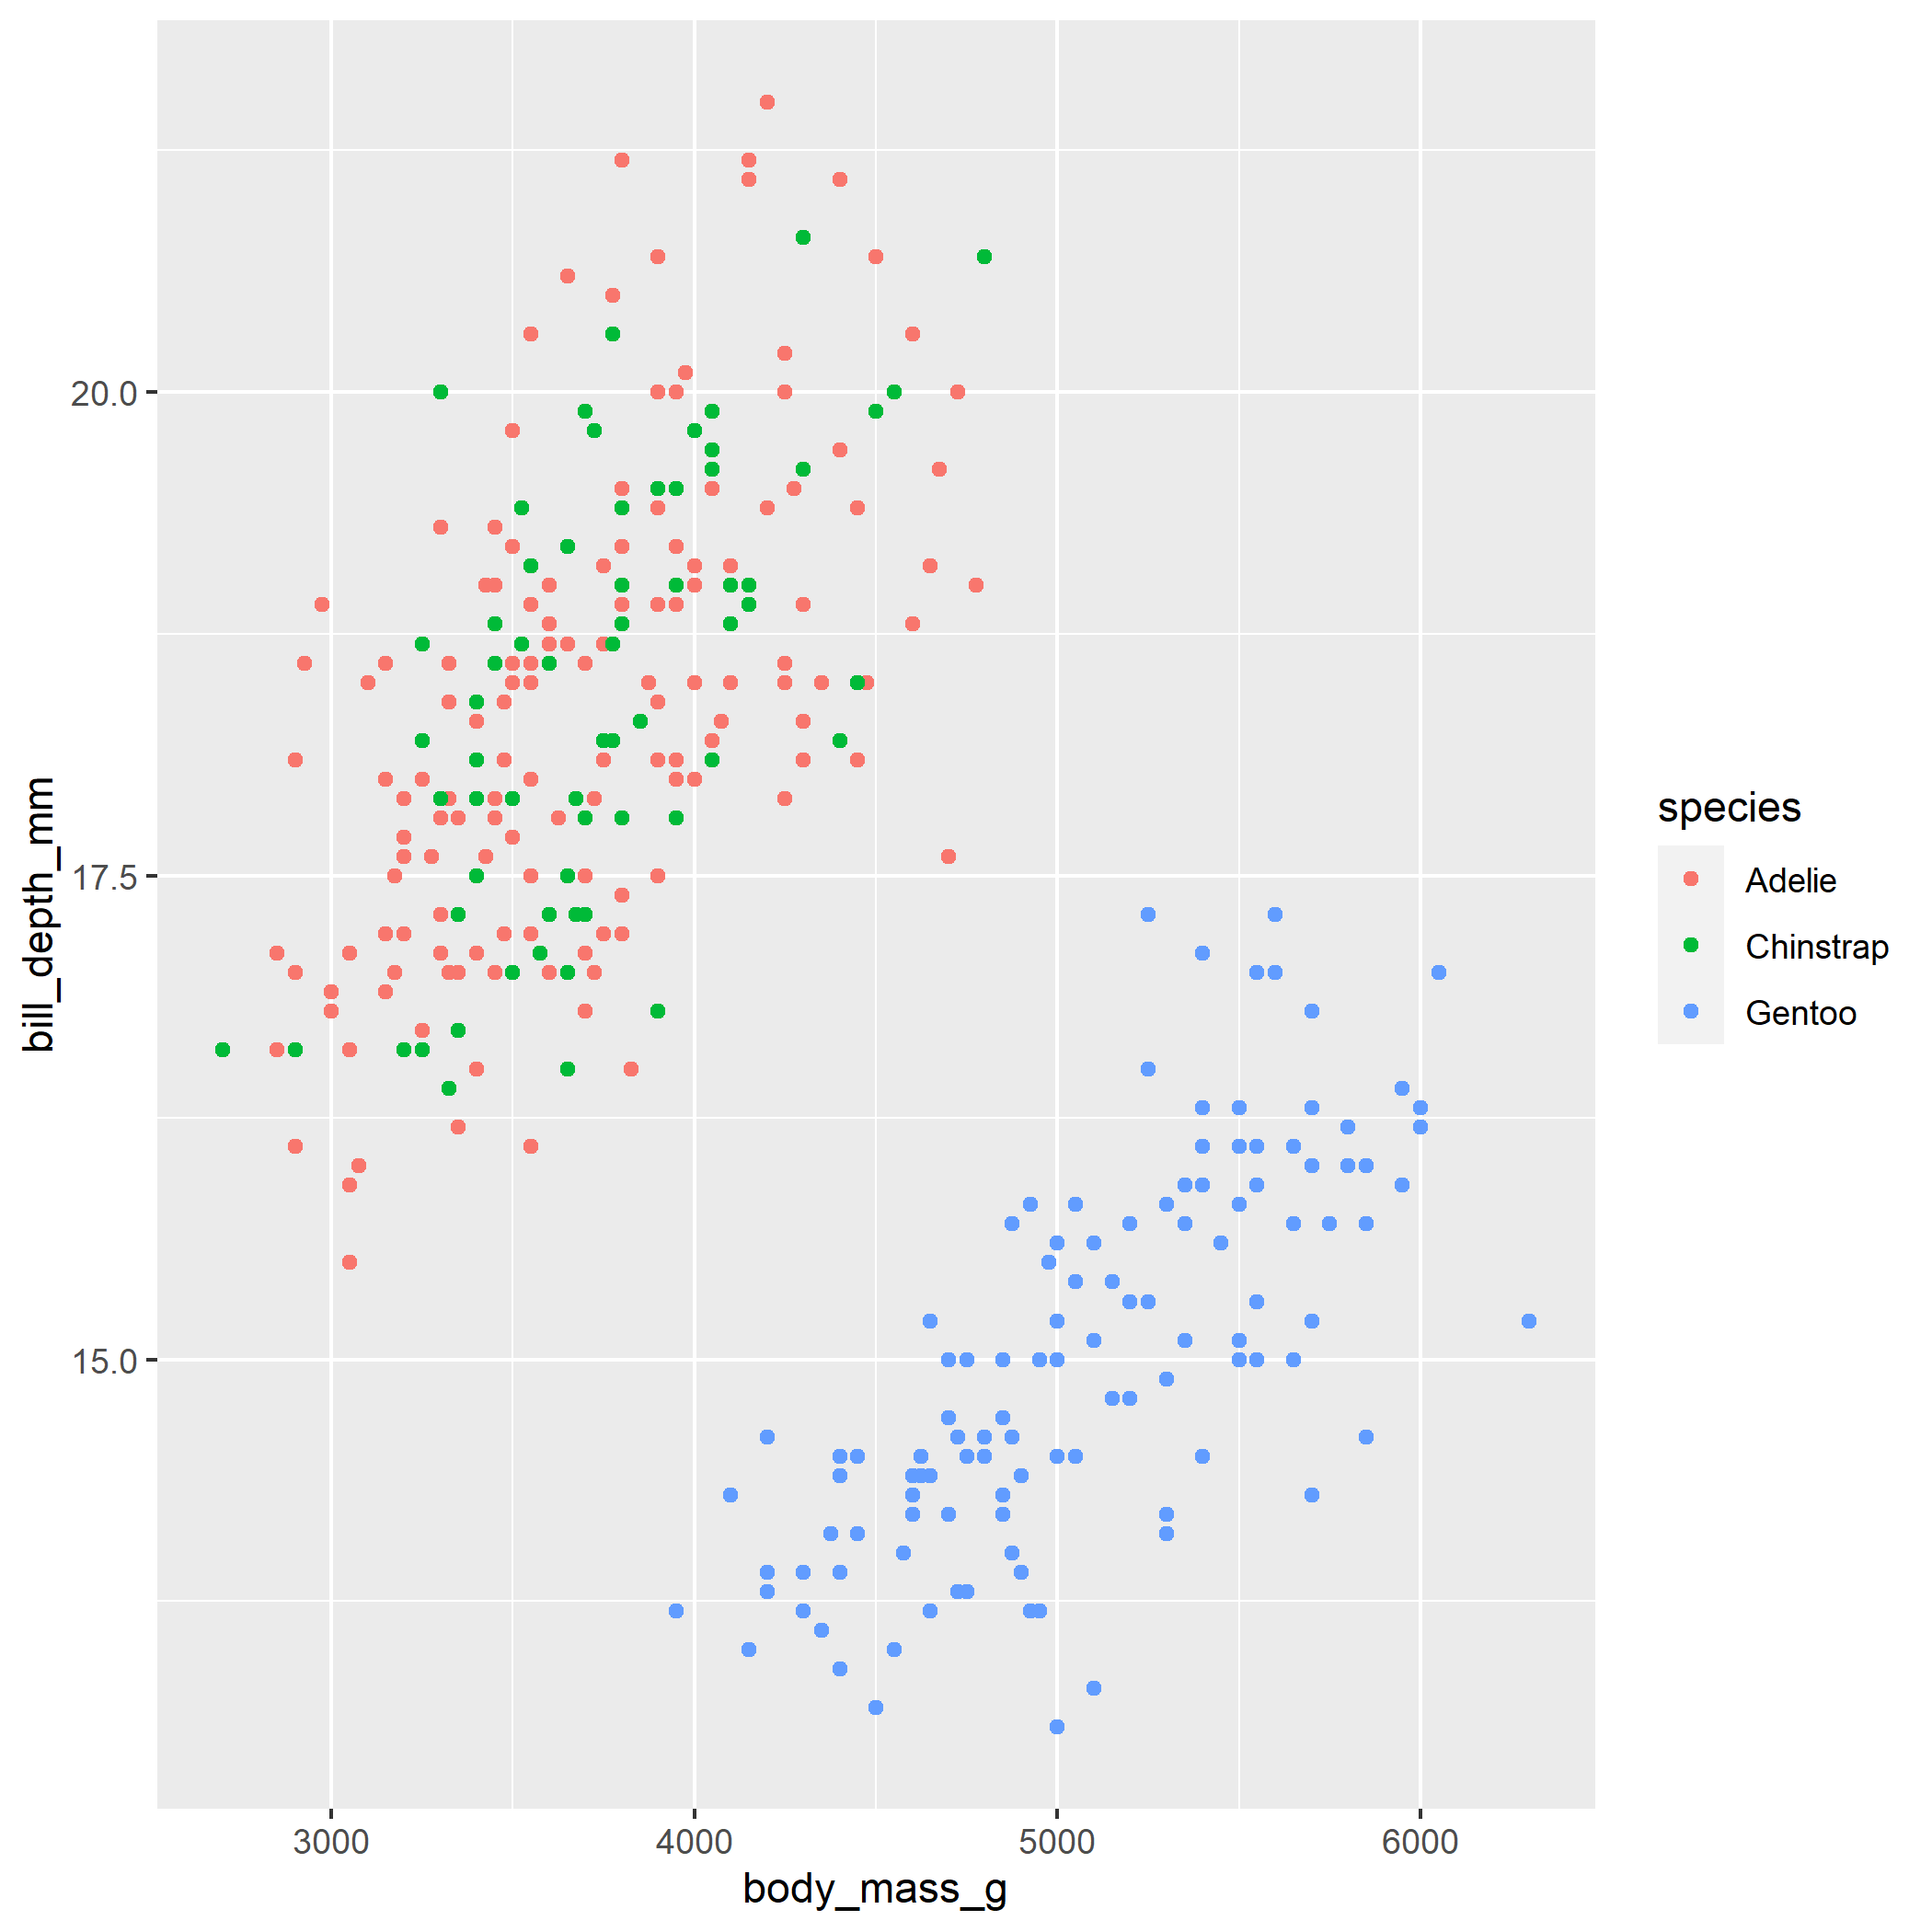 bill_depth_mm
20.0
17.5
15.0
3000 4000 5000 6000
body_mass_g
species
Adelie
Chinstrap
Gentoo